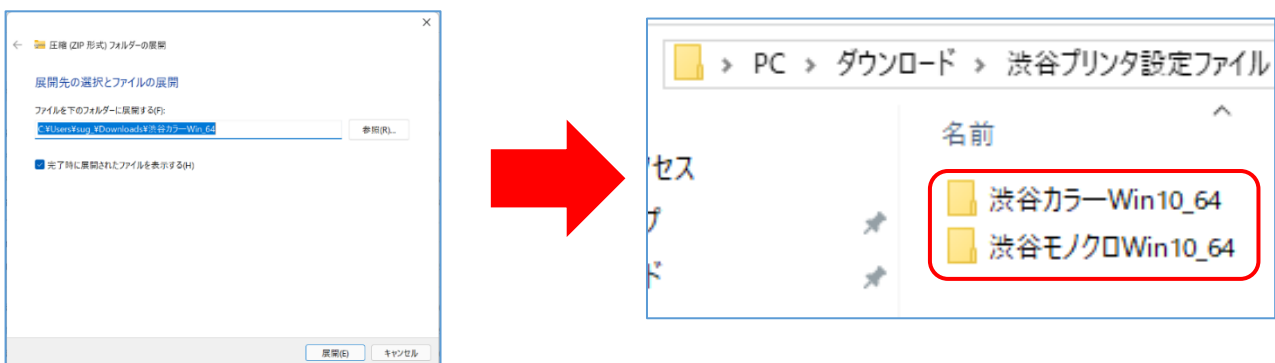 圧縮 (ZIP 形式) フォルダーの展開
展開先の選択とファイルの展開
ファイルを下のフォルダーに展開する(F):
C:¥Users¥sug_¥Downloads¥渋谷カラーWin_64
参照(R)...
完了時に展開されたファイルを表示する(H)
展開(E)
キャンセル
PC > ダウンロード > 渋谷プリンタ設定ファイル
名前
セス
プ
ド
渋谷カラーWin10_64
渋谷モノクロWin10_64